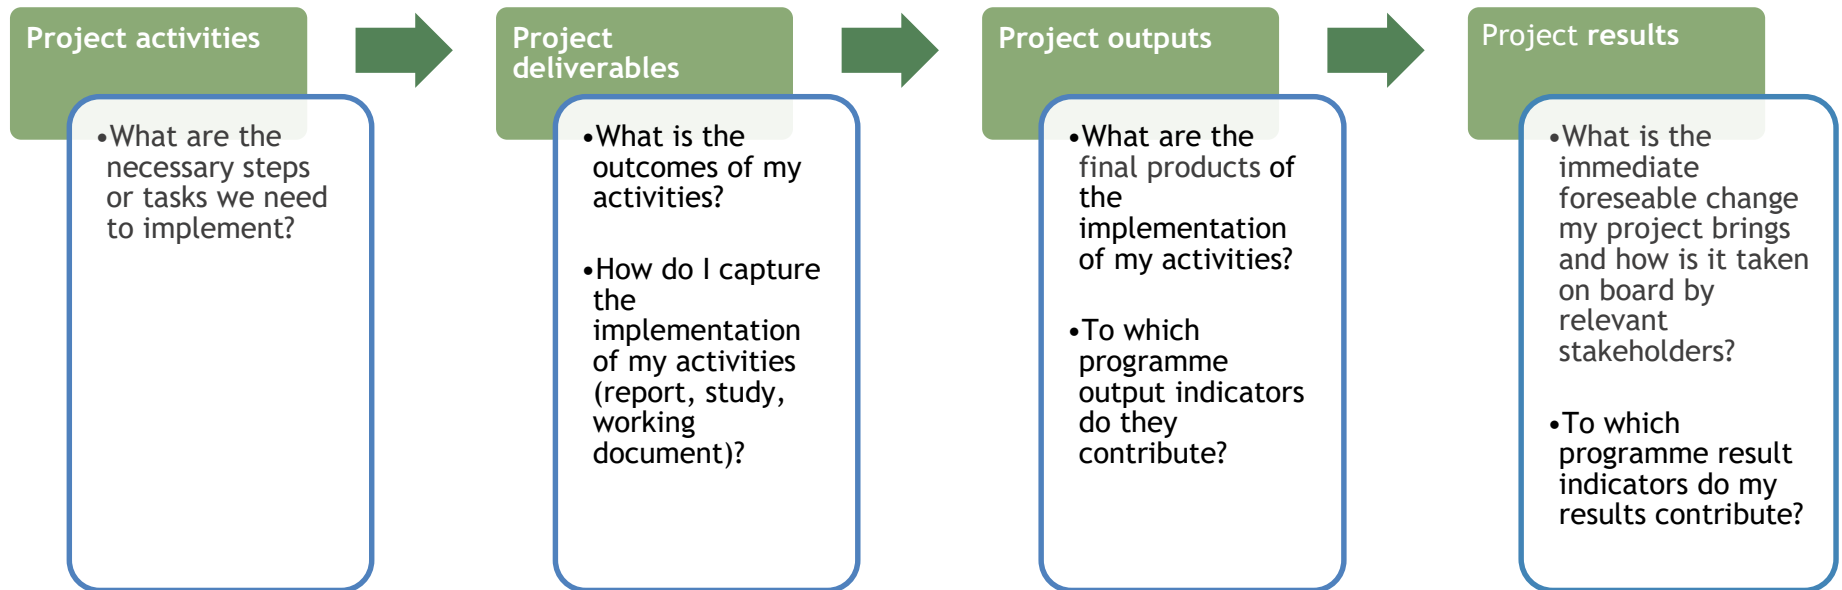 Project activities
•What are the
necessary steps
or tasks we need
to implement?
Project
deliverables
•What is the
outcomes of my
activities?
•How do I capture
the
implementation
of my activities
(report, study,
working
document)?
Project outputs
•What are the
final products of
the
implementation
of my activities?
•To which
programme
output indicators
do they
contribute?
Project results
•What is the
immediate
foreseable change
my project brings
and how is it taken
on board by
relevant
stakeholders?
•To which
programme result
indicators do my
results contribute?